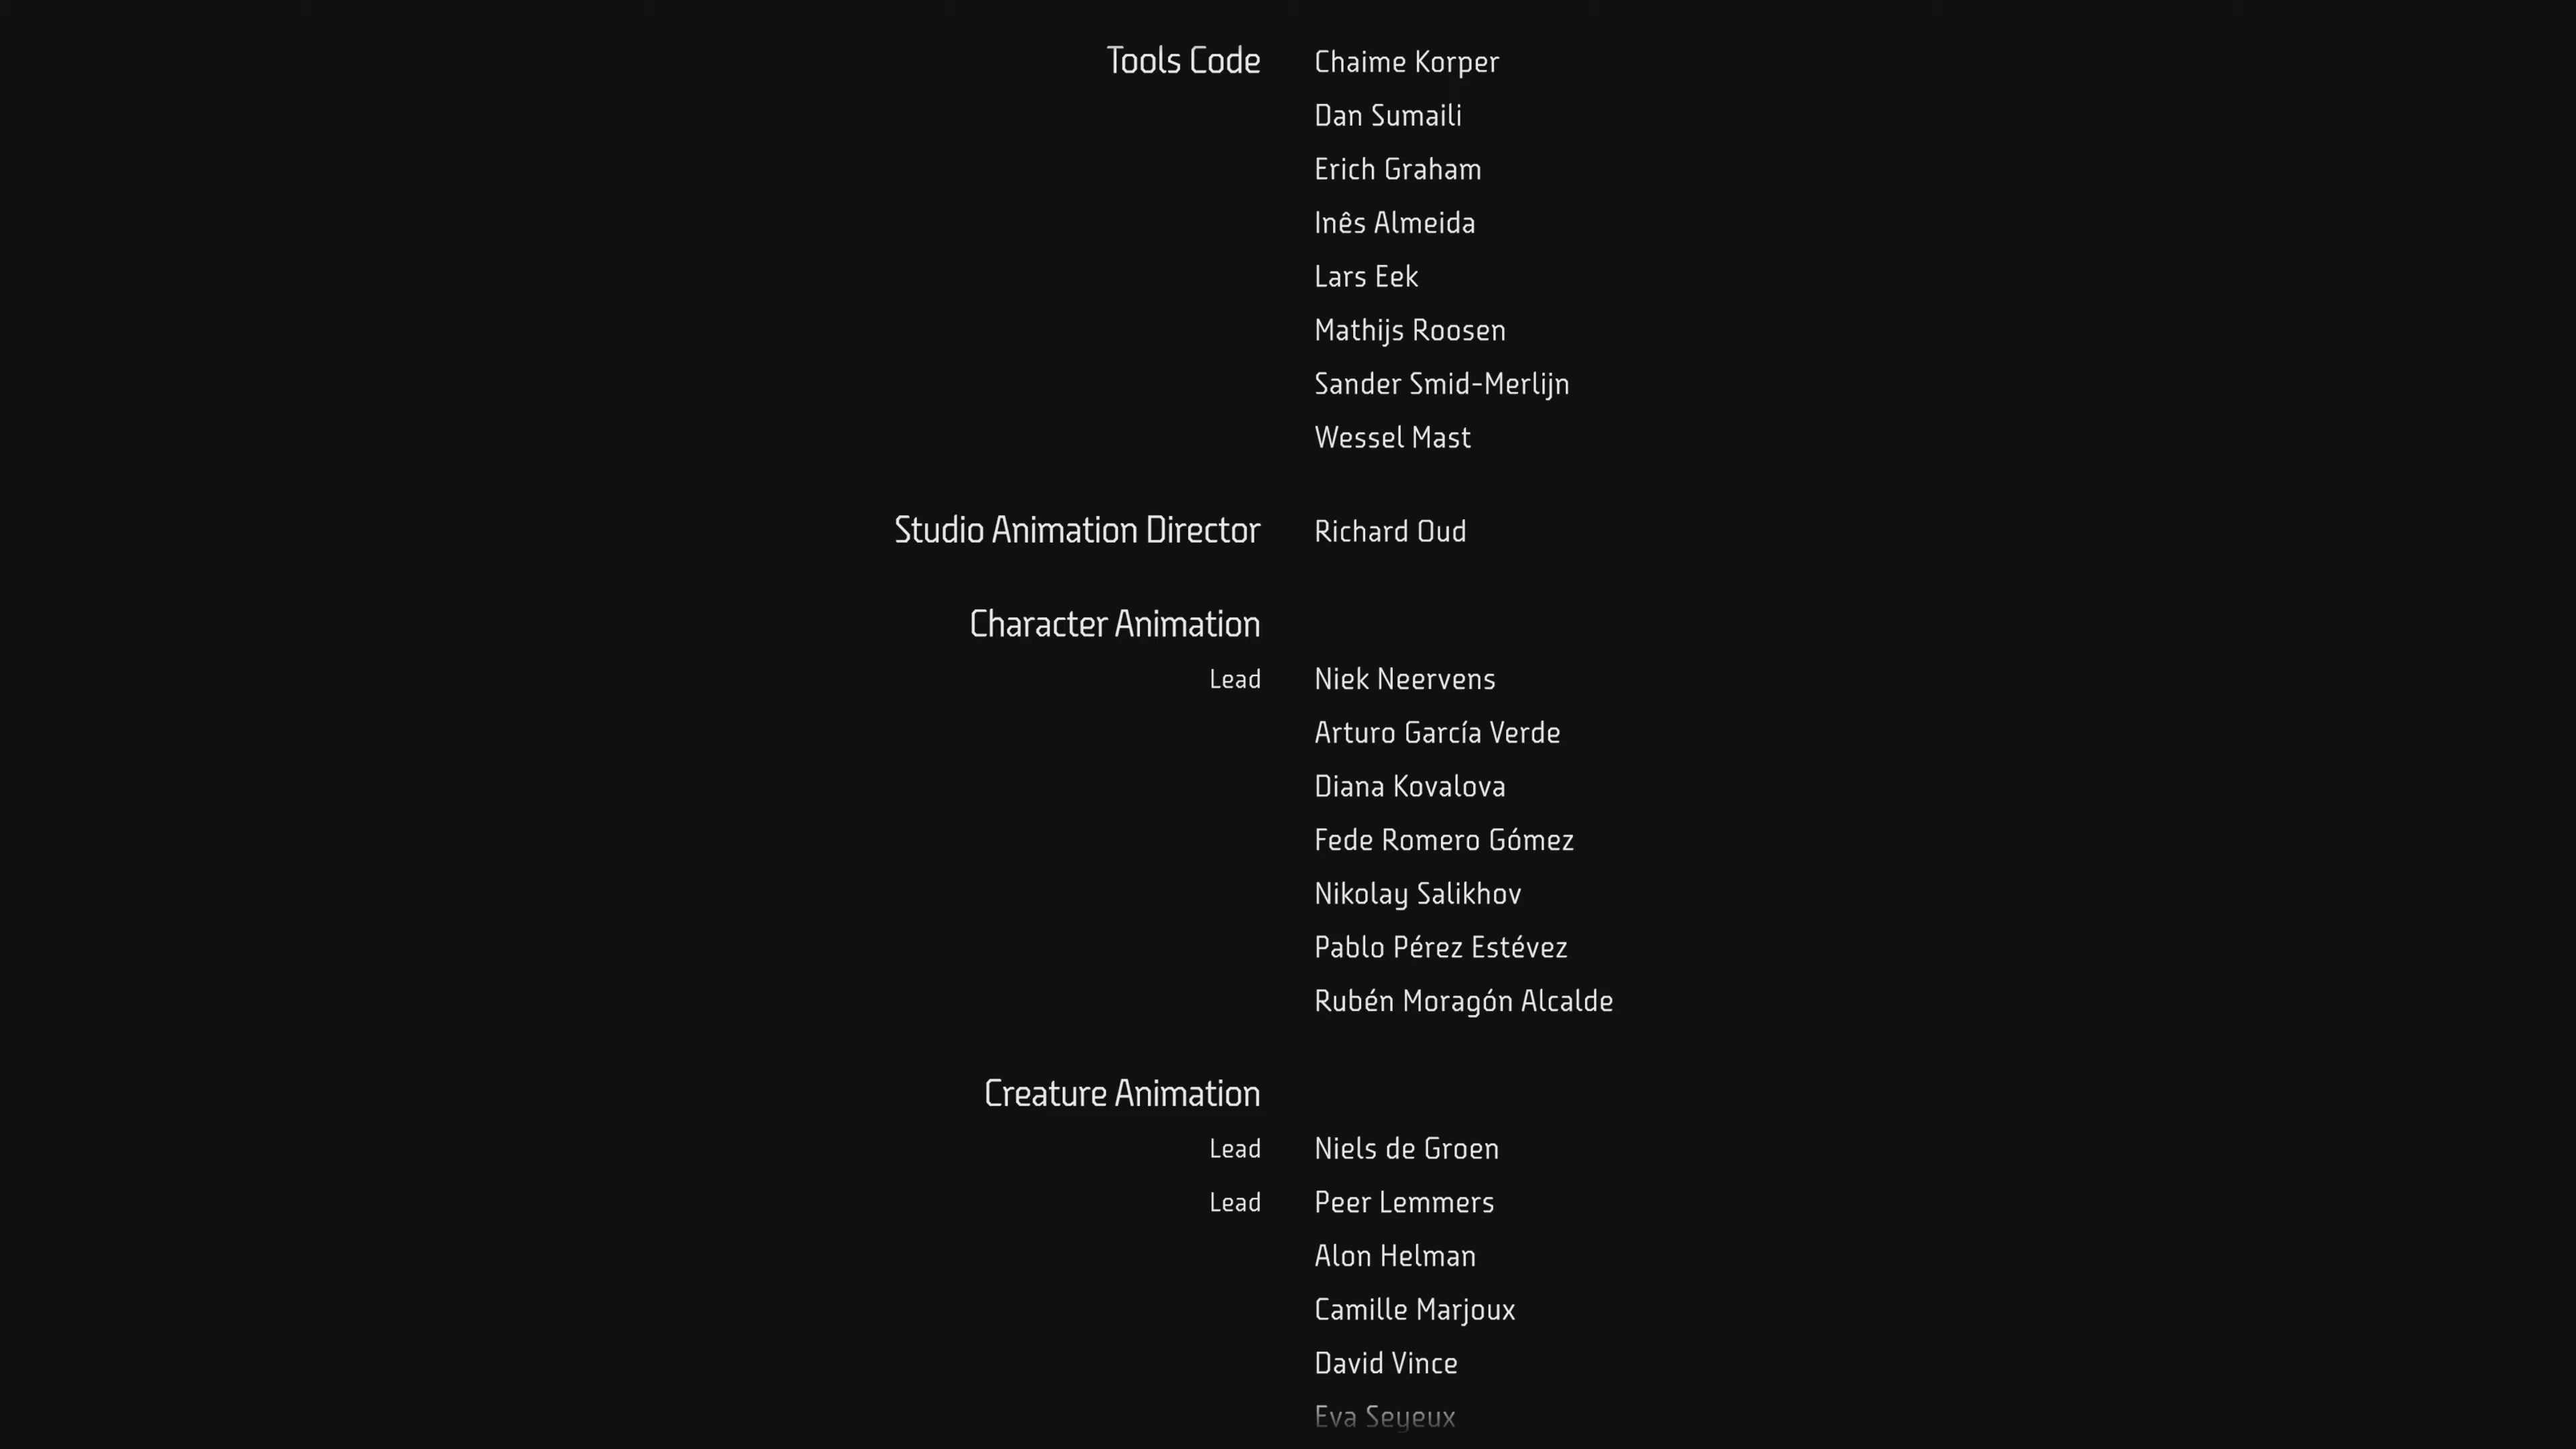 Tools Code Chaime Korper
Dan Sumaili
Erich Graham
Inês Almeida
Lars Eek
Mathijs Roosen
Sander Smid-Merlijn
Wessel Mast
Studio Animation Director Richard Oud
Character Animation
Lead Niek Neervens
Arturo García Verde
Diana Kovalova
Fede Romero Gómez
Nikolay Salikhov
Pablo Pérez Estévez
Rubén Moragón Alcalde
Creature Animation
Lead Niels de Groen
Lead Peer Lemmers
Alon Helman
Camille Marjoux
David Vince
Eva Seyeux